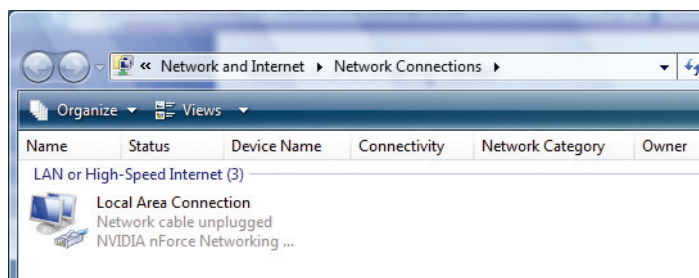 « Network and Internet ▸ Network Connections ▸
Organize Views
Name Status Device Name Connectivity Network Category Owner
LAN or High-Speed Internet (3)
Local Area Connection
Network cable unplugged
NVIDIA nForce Networking ...